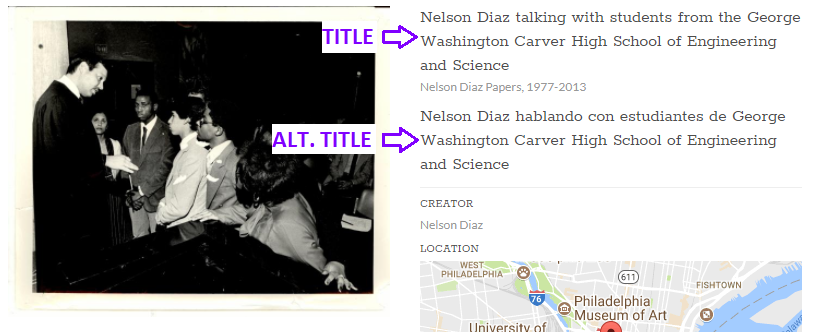 TITLE
Nelson Diaz talking with students from the George
Washington Carver High School of Engineering
and Science
Nelson Diaz Papers, 1977-2013
ALT. TITLE
Nelson Diaz hablando con estudiantes de George
Washington Carver High School of Engineering
and Science
CREATOR
Nelson Diaz
LOCATION
WEST
PHILADELPHIA
611
76
FISHTOWN
Philadelphia
Museum of Art
University of